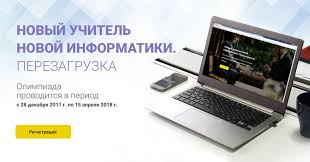 НОВЫЙ УЧИТЕЛЬ
НОВОЙ ИНФОРМАТИКИ.
ПЕРЕЗАГРУЗКА
Олимпиада
проводится в период
с 28 декабря 2017 г. по 15 апреля 2018 г.
Регистрация